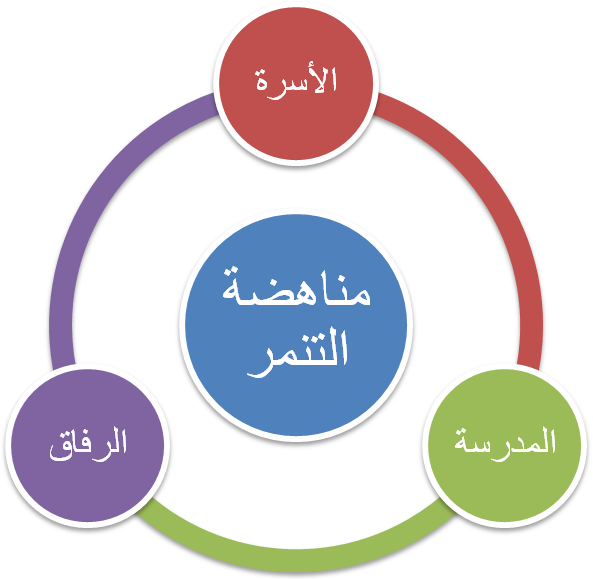 الأسرة
مناهضة
التنمر
المدرسة
الرفاق